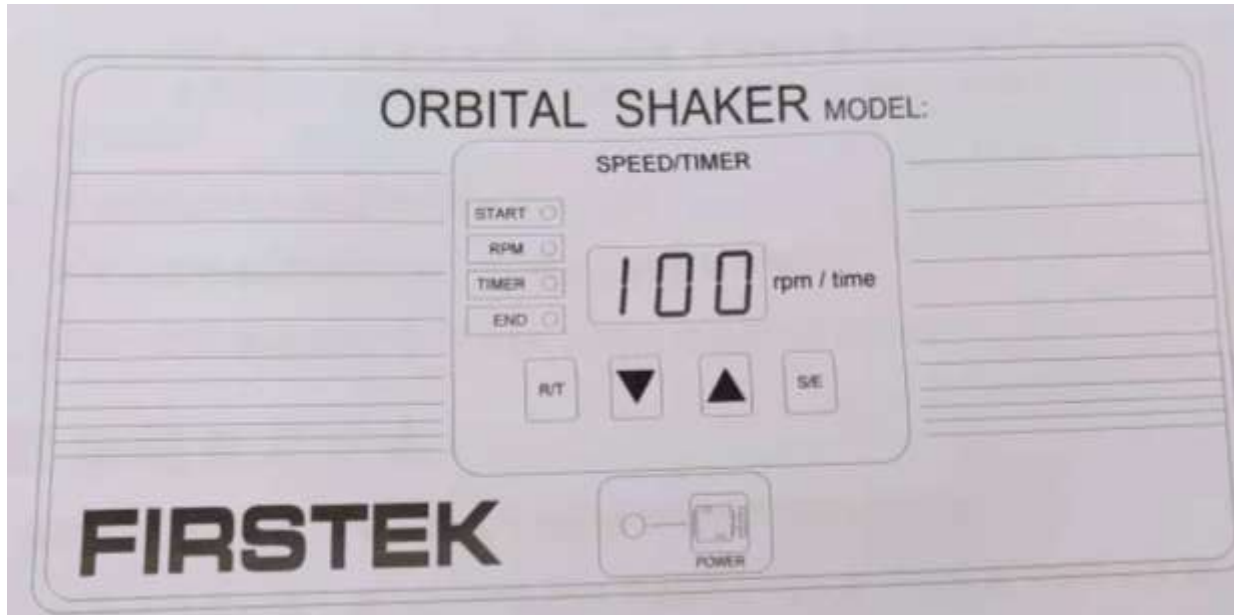 ORBITAL SHAKER MODEL:
SPEED/TIMER
START
RPM
TIMER
END
100 rpm / time
R/T ▼ ▲ S/E
FIRSTEK
POWER